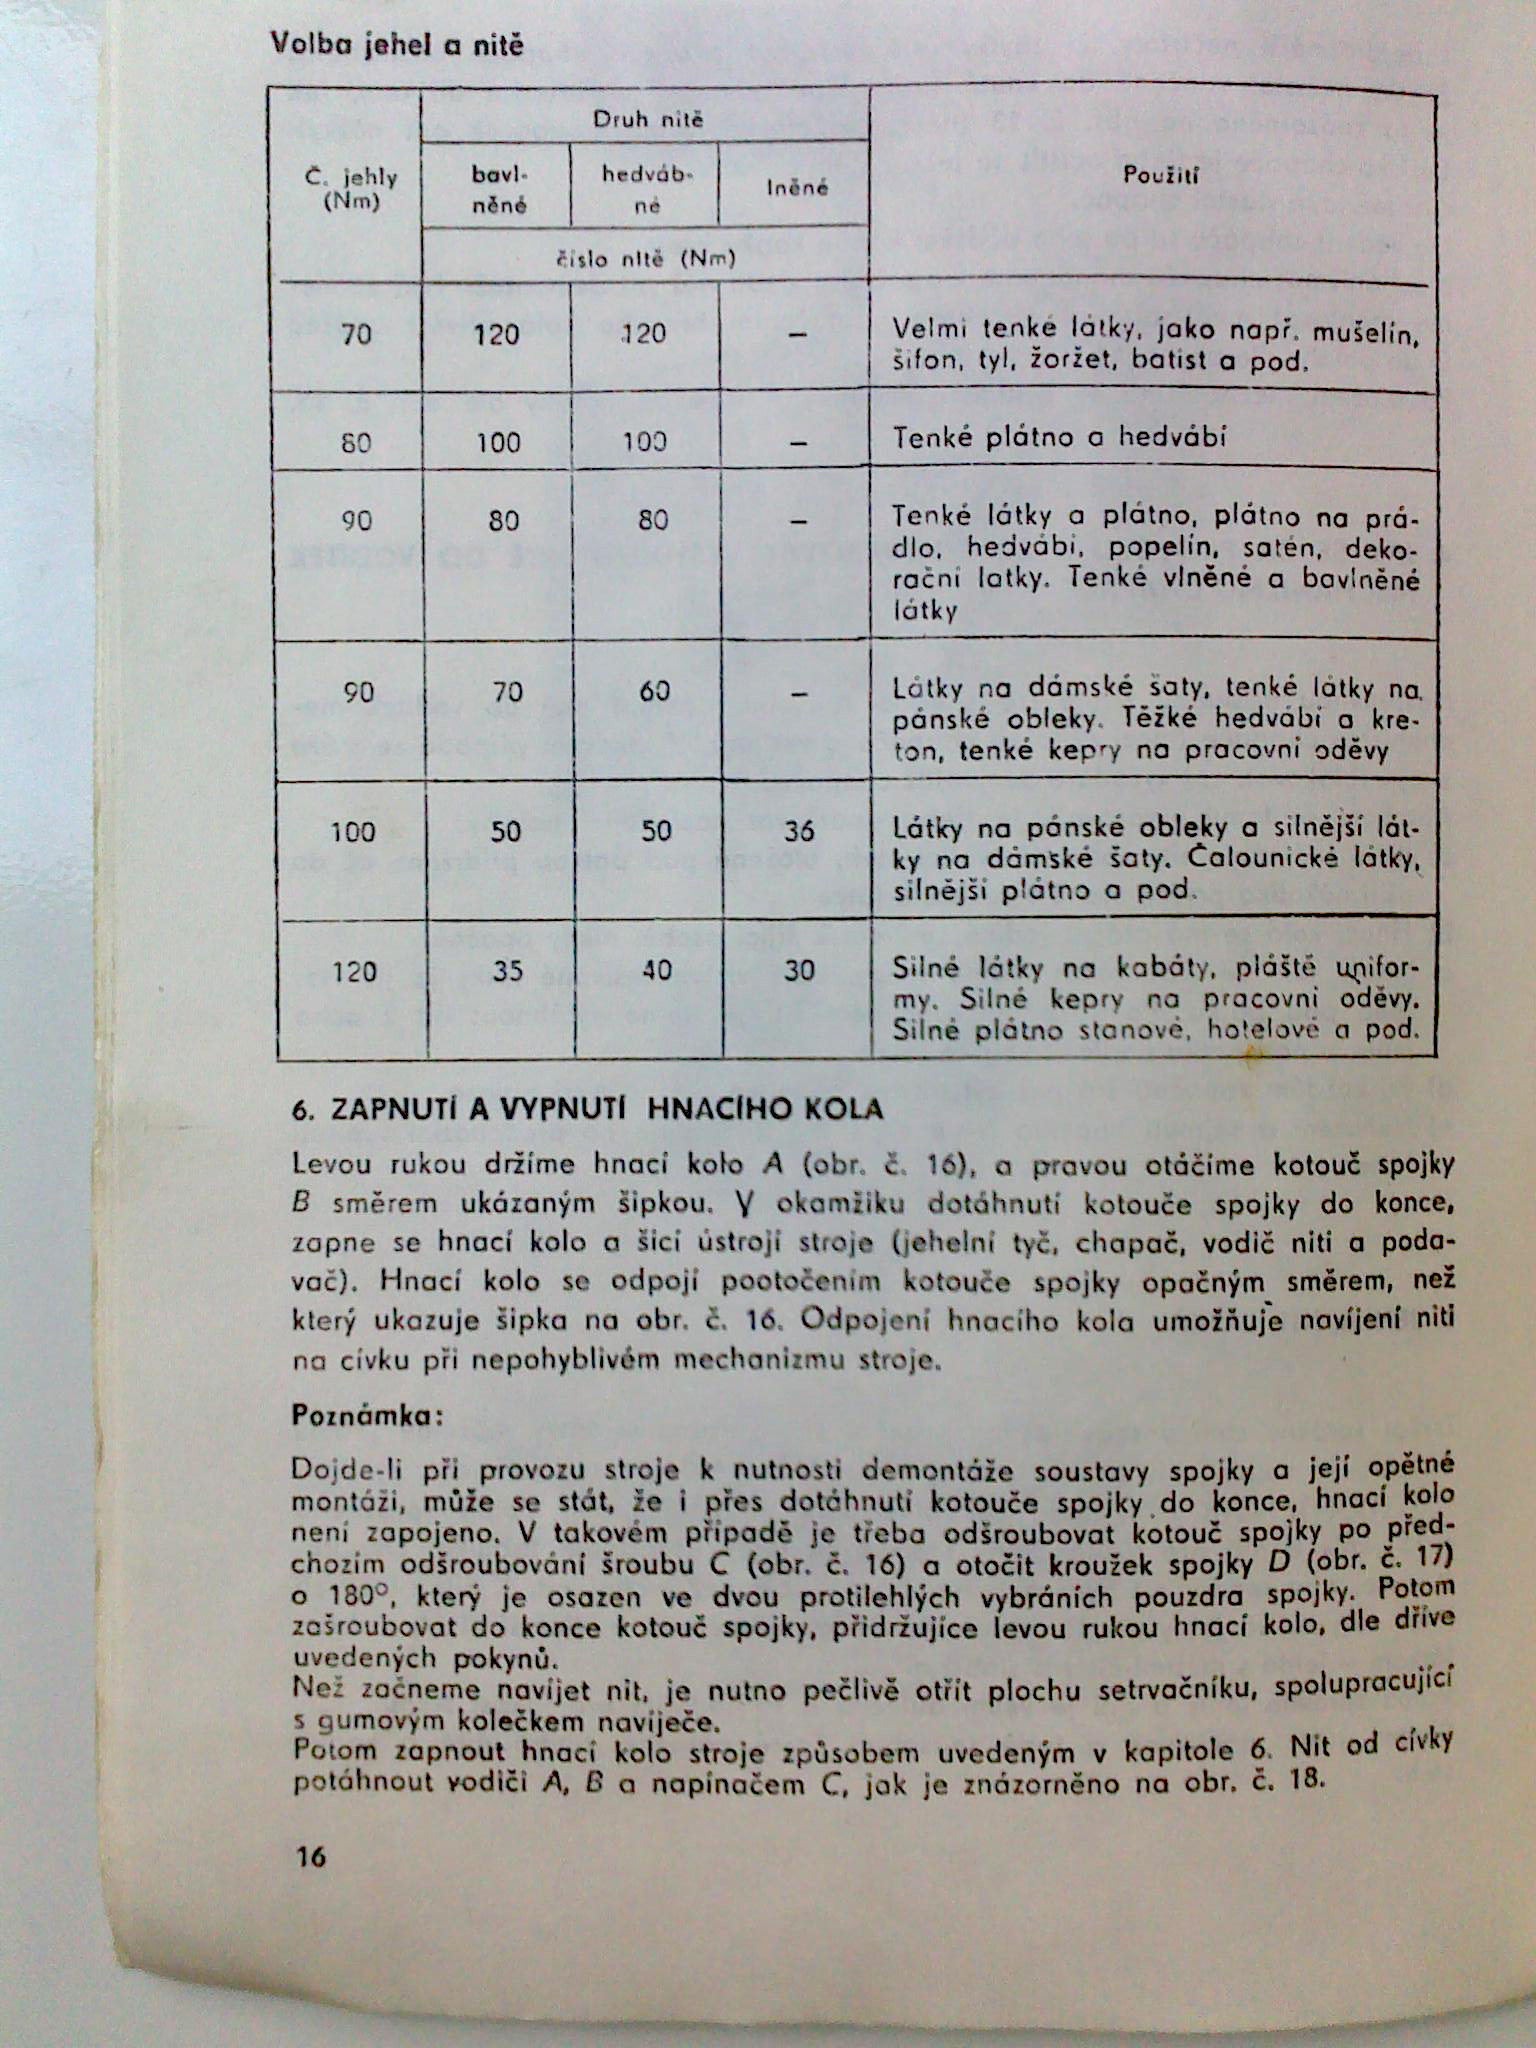 Volba jehel a nitě
Č. jehly
(Nm)
Druh nitě
bavl-
něné
hedváb-
né
lněné
číslo nitě (Nm)
Použití
70 120 120 – Velmi tenké látky, jako např. mušelín,
šifon, tyl, žoržet, batist a pod.
80 100 100 – Tenké plátno a hedvábí
90 80 80 – Tenké látky a plátno, plátno na prá-
dlo, hedvábí, popelín, satén, deko-
rační latky. Tenké vlněné a bavlněné
látky
90 70 60 – Látky na dámské šaty, tenké látky na
pánské obleky. Těžké hedvábí a kre-
ton, tenké kepry na pracovní oděvy
100 50 50 36 Látky na pánské obleky a silnější lát-
ky na dámské šaty. Čalounické látky,
silnější plátno a pod.
120 35 40 30 Silné látky na kabáty, pláště unifor-
my. Silné kepry na pracovní oděvy.
Silné plátno stanové, hotelové a pod.
6. ZAPNUTÍ A VYPNUTÍ HNACÍHO KOLA
Levou rukou držíme hnací kolo A (obr. č. 16), a pravou otáčíme kotouč spojky
B směrem ukázaným šipkou. V okamžiku dotáhnutí kotouče spojky do konce,
zapne se hnací kolo a šicí ústrojí stroje (jehelní tyč, chapač, vodič niti a poda-
vač). Hnací kolo se odpojí pootočením kotouče spojky opačným směrem, než
který ukazuje šipka na obr. č. 16. Odpojení hnacího kola umožňuje navíjení niti
na cívku při nepohyblivém mechanizmu stroje.
Poznámka:
Dojde-li při provozu stroje k nutnosti demontáže soustavy spojky a její opětné
montáži, může se stát, že i přes dotáhnutí kotouče spojky do konce, hnací kolo
není zapojeno. V takovém případě je třeba odšroubovat kotouč spojky po před-
chozím odšroubování šroubu C (obr. č. 16) a otočit kroužek spojky D (obr. č. 17)
o 180°, který je osazen ve dvou protilehlých vybráních pouzdra spojky. Potom
zašroubovat do konce kotouč spojky, přidržujíce levou rukou hnací kolo, dle dříve
uvedených pokynů.
Než začneme navíjet nit, je nutno pečlivě otřít plochu setrvačníku, spolupracující
s gumovým kolečkem navíječe.
Potom zapnout hnací kolo stroje způsobem uvedeným v kapitole 6. Nit od cívky
potáhnout vodiči A, B a napínačem C, jak je znázorněno na obr. č. 18.
16